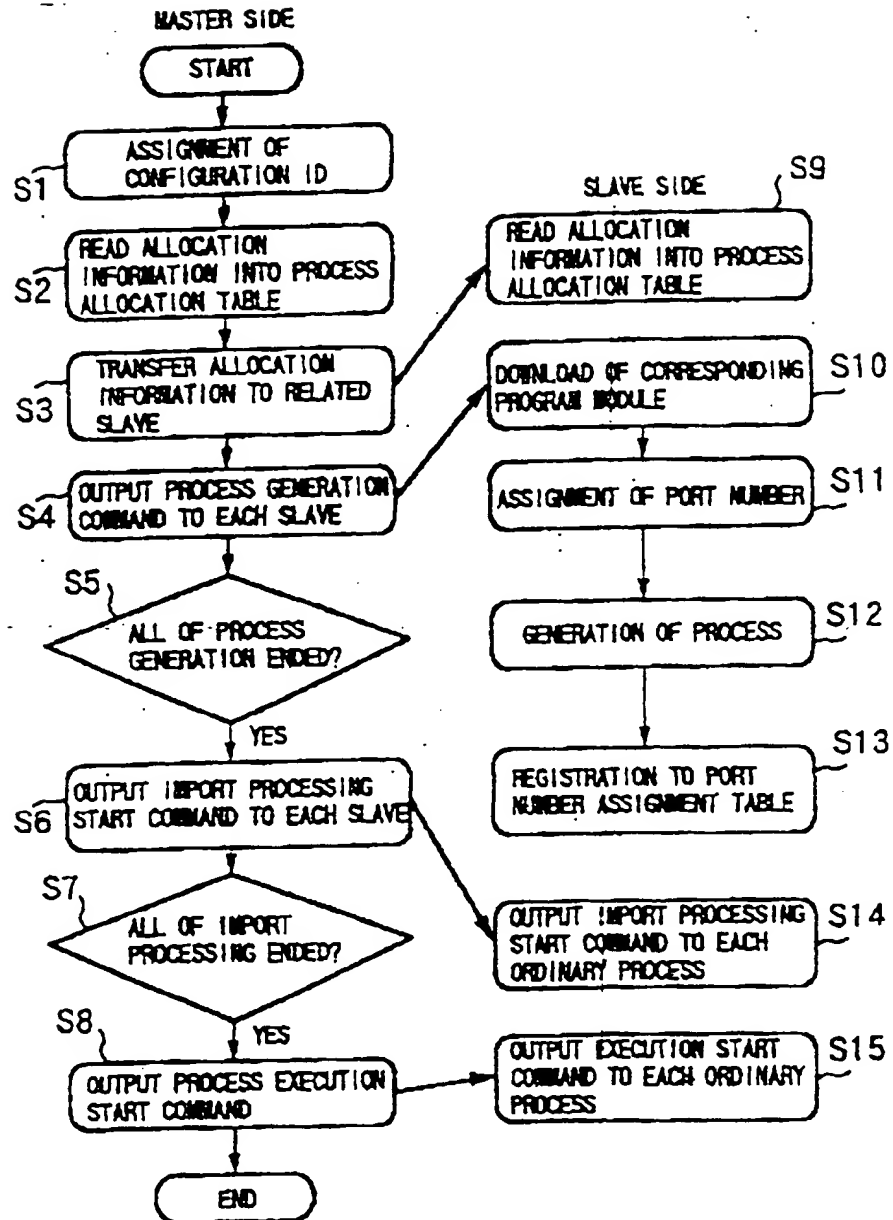 MASTER SIDE
START
S1
ASSIGNMENT OF
CONFIGURATION ID
S2
READ ALLOCATION
INFORMATION INTO PROCESS
ALLOCATION TABLE
S3
TRANSFER ALLOCATION
INFORMATION TO RELATED
SLAVE
S4
OUTPUT PROCESS GENERATION
COMMAND TO EACH SLAVE
S5
ALL OF PROCESS
GENERATION ENDED?
YES
S6
OUTPUT IMPORT PROCESSING
START COMMAND TO EACH SLAVE
S7
ALL OF IMPORT
PROCESSING ENDED?
YES
S8
OUTPUT PROCESS EXECUTION
START COMMAND
END
SLAVE SIDE
S9
READ ALLOCATION
INFORMATION INTO PROCESS
ALLOCATION TABLE
DOWNLOAD OF CORRESPONDING
PROGRAM MODULE
S10
ASSIGNMENT OF PORT NUMBER
S11
GENERATION OF PROCESS
S12
REGISTRATION TO PORT
NUMBER ASSIGNMENT TABLE
S13
OUTPUT IMPORT PROCESSING
START COMMAND TO EACH
ORDINARY PROCESS
S14
OUTPUT EXECUTION START
COMMAND TO EACH ORDINARY
PROCESS
S15